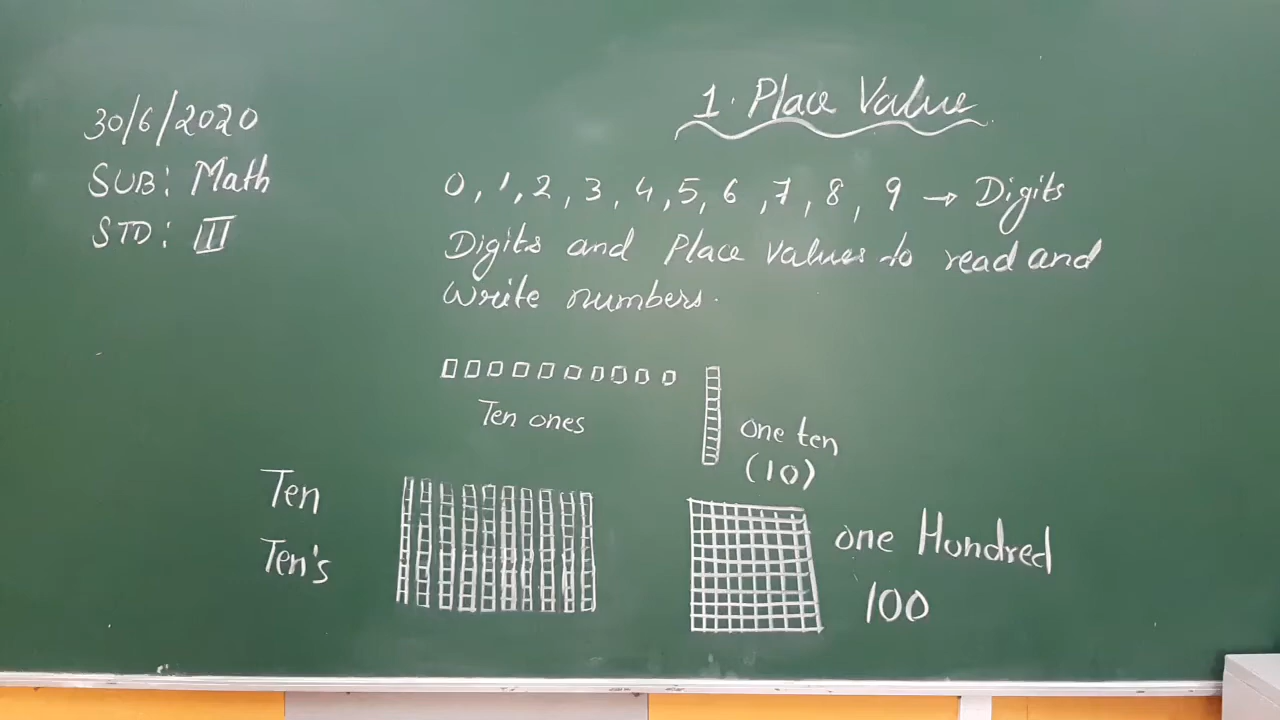 30/6/2020
SUB: Math
STD: III
1. Place Value
0, 1, 2, 3, 4, 5, 6, 7, 8, 9 → Digits
Digits and Place Values to read and
Write numbers.
Ten ones
one ten
(10)
Ten
Ten's
one Hundred
100